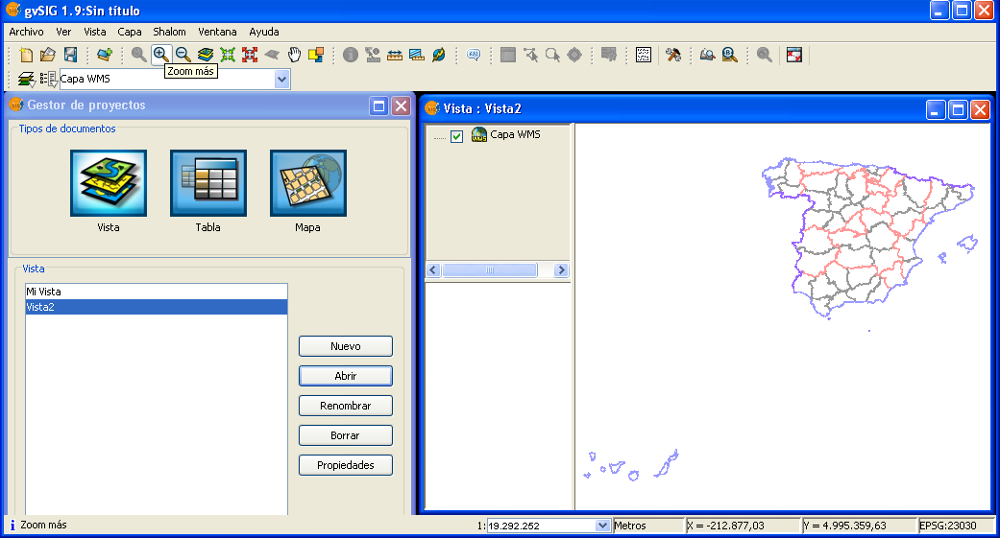 gvSIG 1.9:Sin título
Archivo Ver Vista Capa Shalom Ventana Ayuda
Zoom más
Capa WMS
Gestor de proyectos
Tipos de documentos
Vista Tabla Mapa
Vista
Mi Vista
Vista2
Nuevo
Abrir
Renombrar
Borrar
Propiedades
Vista : Vista2
Capa WMS
Zoom más
1: 19.292.252 Metros X = -212.877,03 Y = 4.995.359,63 EPSG:23030